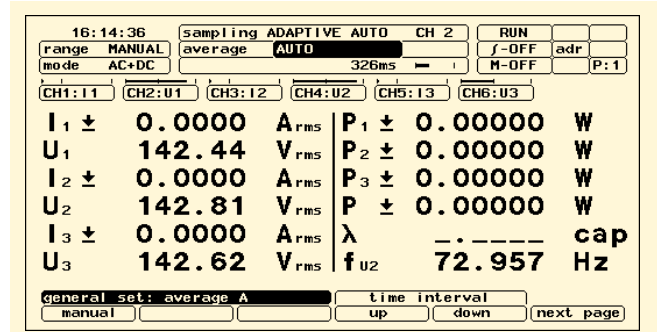 16:14:36 sampling ADAPTIVE AUTO CH 2 RUN
range MANUAL average AUTO ∫-OFF adr
mode AC+DC 326ms M-OFF P:1
CH1:I1 CH2:U1 CH3:I2 CH4:U2 CH5:I3 CH6:U3
I1 ± 0.0000 Arms P1 ± 0.00000 W
U1 142.44 Vrms P2 ± 0.00000 W
I2 ± 0.0000 Arms P3 ± 0.00000 W
U2 142.81 Vrms P ± 0.00000 W
I3 ± 0.0000 Arms λ _.____ cap
U3 142.62 Vrms fU2 72.957 Hz
general set: average A time interval
manual up down next page